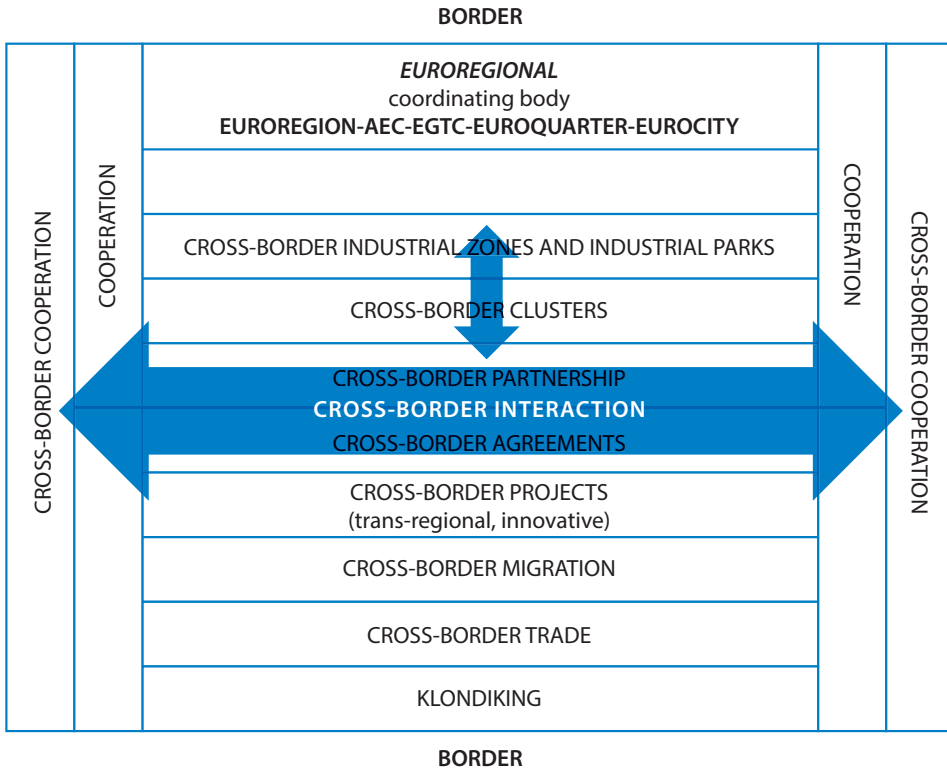 BORDER
CROSS-BORDER COOPERATION
COOPERATION
EUROREGIONAL
coordinating body
EUROREGION-AEC-EGTC-EUROQUARTER-EUROCITY
CROSS-BORDER INDUSTRIAL ZONES AND INDUSTRIAL PARKS
CROSS-BORDER CLUSTERS
CROSS-BORDER PARTNERSHIP
CROSS-BORDER INTERACTION
CROSS-BORDER AGREEMENTS
CROSS-BORDER PROJECTS
(trans-regional, innovative)
CROSS-BORDER MIGRATION
CROSS-BORDER TRADE
KLONDIKING
COOPERATION
CROSS-BORDER COOPERATION
BORDER